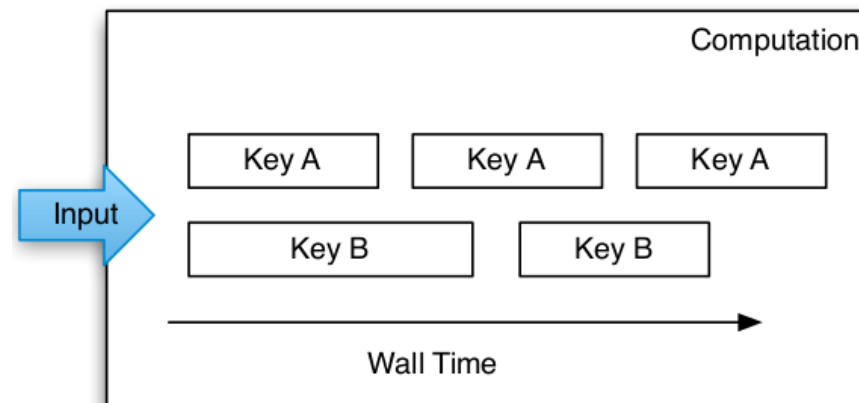 Computation
Key A Key A Key A
Input
Key B Key B
Wall Time